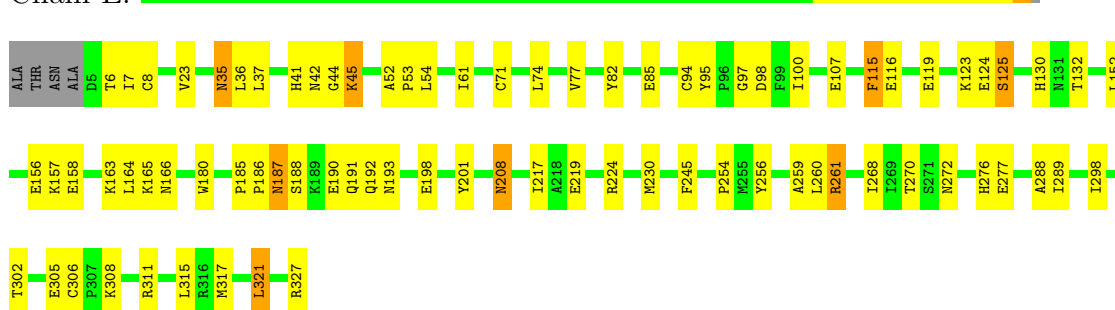 Chain E:
ALA THR ASN ALA D5 T6 I7 C8 V23 N35 L36 L37 H41 N42 G44 K45 A52 P53 L54 I61 C71 L74 V77 Y82 E85 C94 Y95 P96 G97 D98 F99 I100 E107 F115 E116 E119 K123 E124 S125 H130 N131 T132 L152
E156 K157 E158 K163 L164 K165 N166 W180 P185 P186 N187 S188 K189 E190 Q191 Q192 N193 E198 Y201 N208 I217 A218 E219 R224 M230 F245 P254 M255 Y256 A259 L260 R261 I268 I269 T270 S271 N272 H276 E277 A288 I289 I298
T302 E305 C306 P307 K308 R311 L315 R316 M317 L321 R327